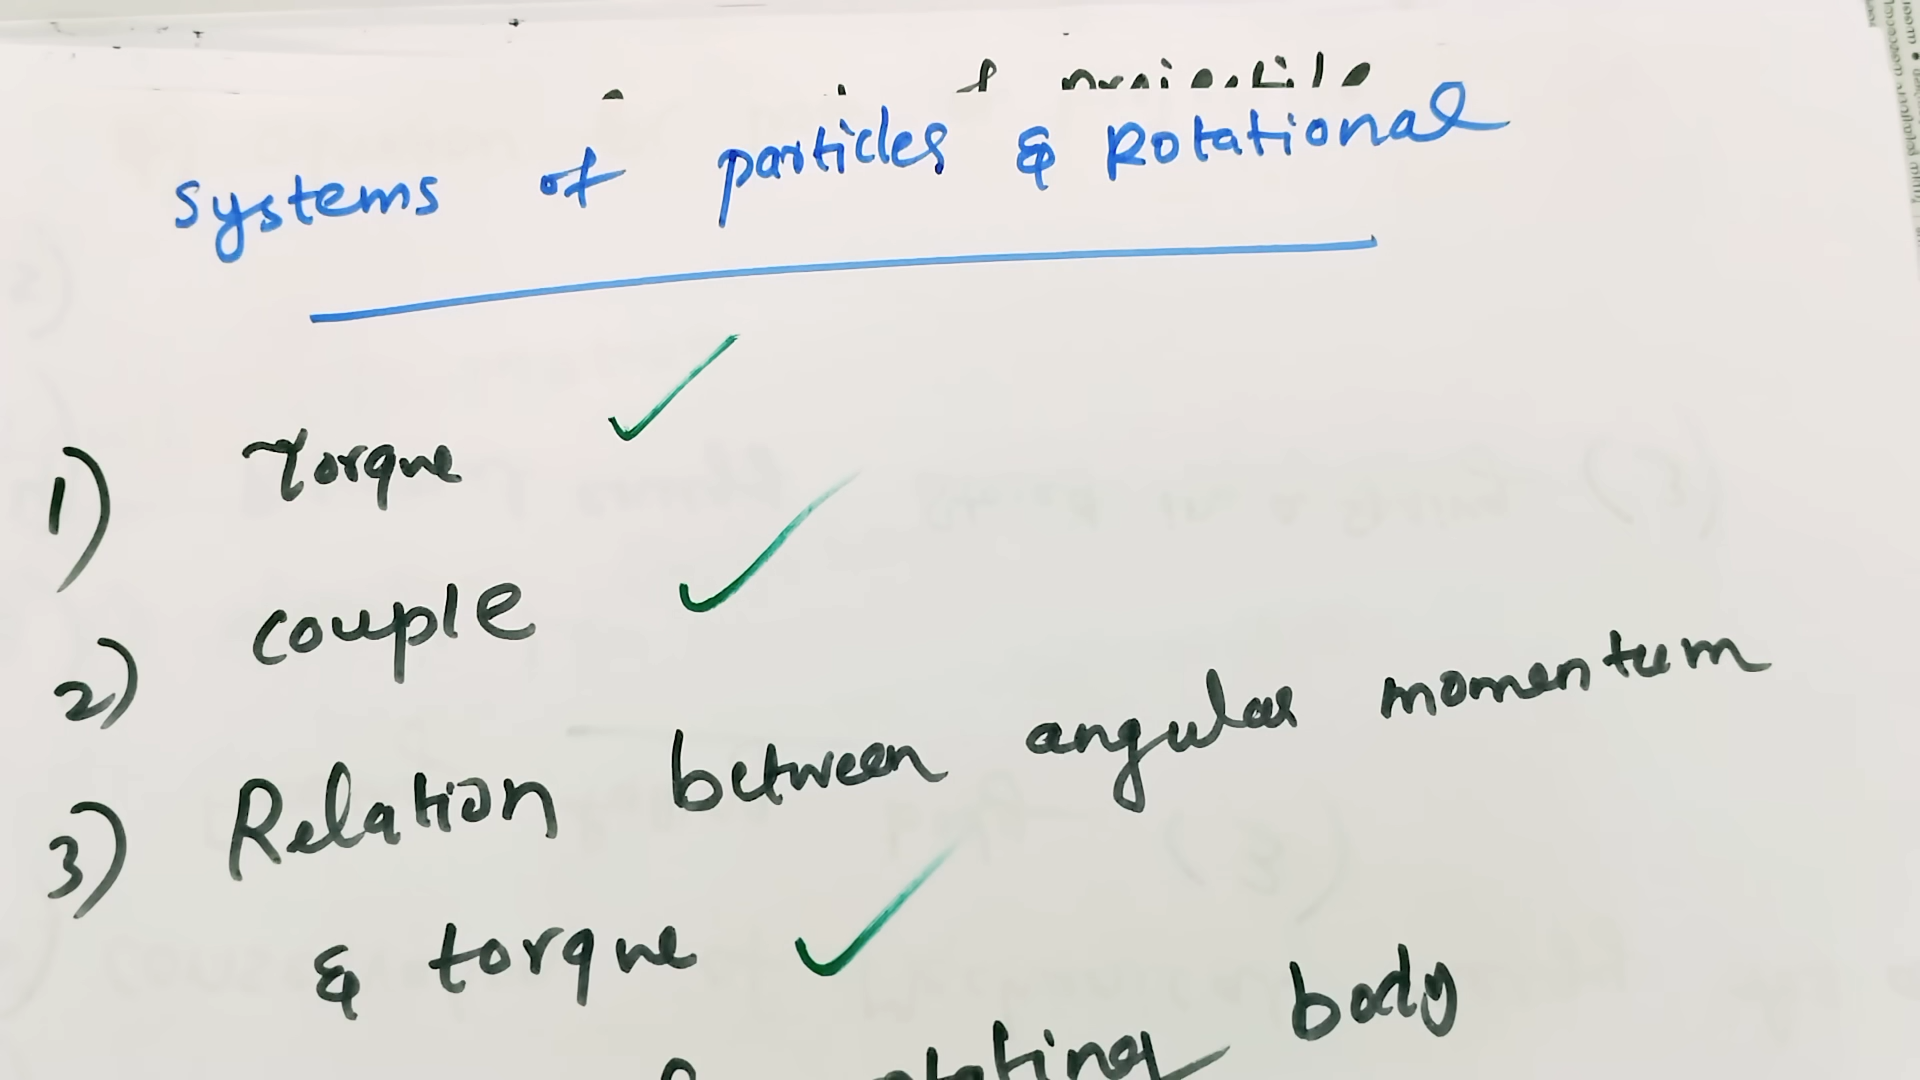 systems of particles & Rotational
1) Torque
2) couple
3) Relation between angular momentum
& torque
body